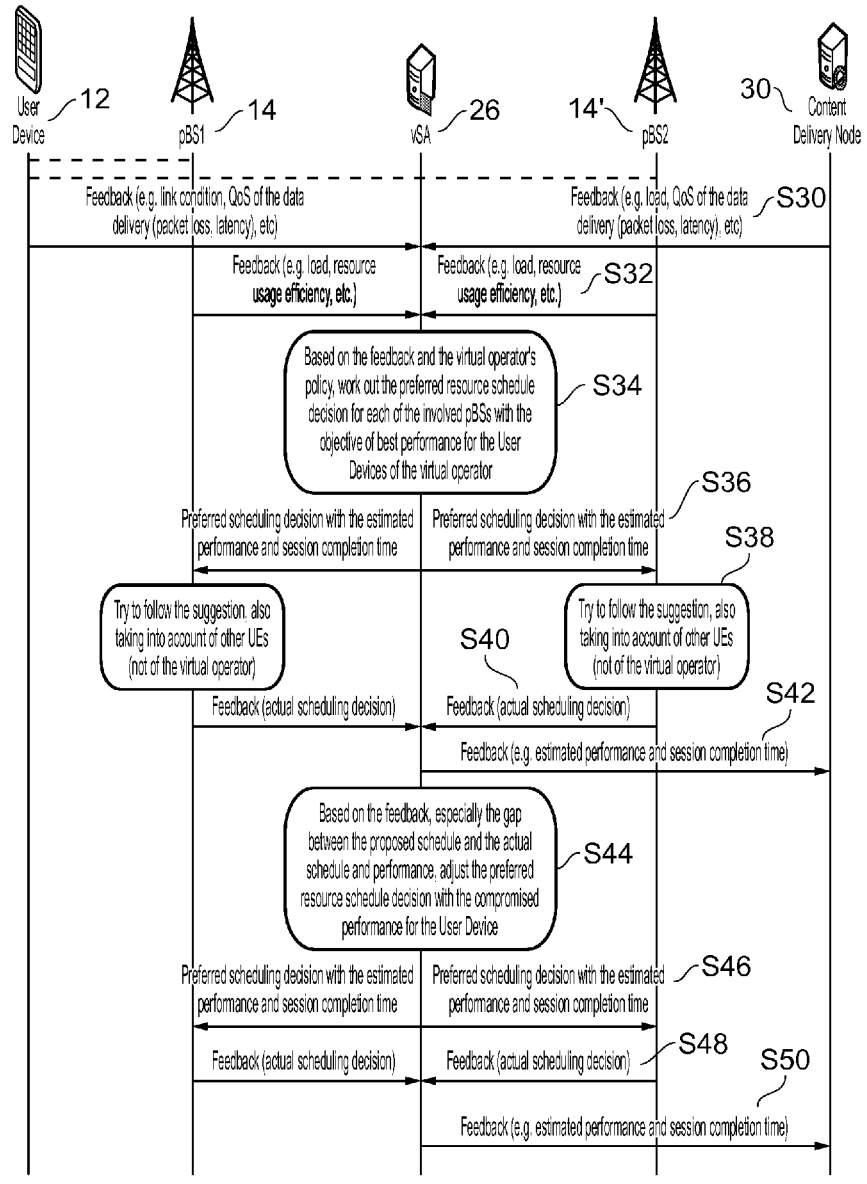 User
Device
12
pBS1
14
vSA
26
14'
pBS2
30
Content
Delivery Node
Feedback (e.g. link condition, QoS of the data
delivery (packet loss, latency), etc)
Feedback (e.g. load, QoS of the data
delivery (packet loss, latency), etc)
S30
Feedback (e.g. load, resource
usage efficiency, etc.)
Feedback (e.g. load, resource
usage efficiency, etc.)
S32
Based on the feedback and the virtual operator's
policy, work out the preferred resource schedule
decision for each of the involved pBSs with the
objective of best performance for the User
Devices of the virtual operator
S34
Preferred scheduling decision with the estimated
performance and session completion time
Preferred scheduling decision with the estimated
performance and session completion time
S36
Try to follow the suggestion, also
taking into account of other UEs
(not of the virtual operator)
Try to follow the suggestion, also
taking into account of other UEs
(not of the virtual operator)
S38
Feedback (actual scheduling decision)
Feedback (actual scheduling decision)
S40
Feedback (e.g. estimated performance and session completion time)
S42
Based on the feedback, especially the gap
between the proposed schedule and the actual
schedule and performance, adjust the preferred
resource schedule decision with the compromised
performance for the User Device
S44
Preferred scheduling decision with the estimated
performance and session completion time
Preferred scheduling decision with the estimated
performance and session completion time
S46
Feedback (actual scheduling decision)
Feedback (actual scheduling decision)
S48
Feedback (e.g. estimated performance and session completion time)
S50